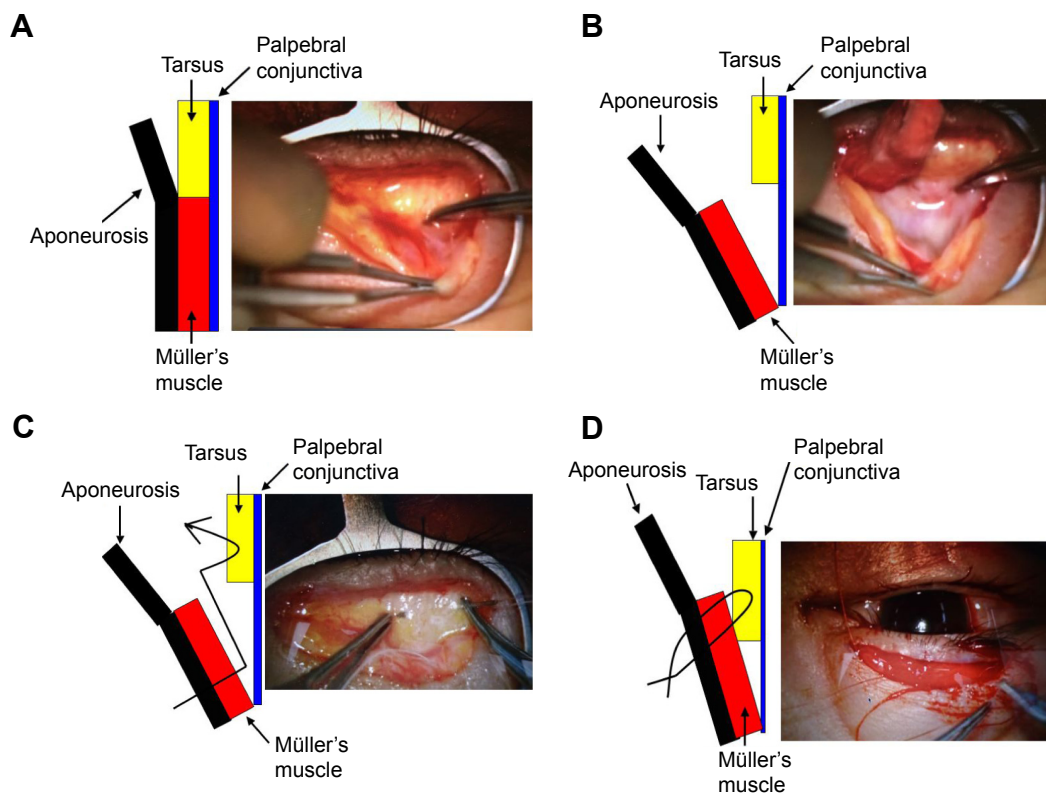 A
Palpebral
conjunctiva
Tarsus
Aponeurosis
Müller’s
muscle
B
Palpebral
conjunctiva
Tarsus
Aponeurosis
Müller’s
muscle
C
Palpebral
conjunctiva
Tarsus
Aponeurosis
Müller’s
muscle
D
Palpebral
conjunctiva
Aponeurosis
Tarsus
Müller’s
muscle